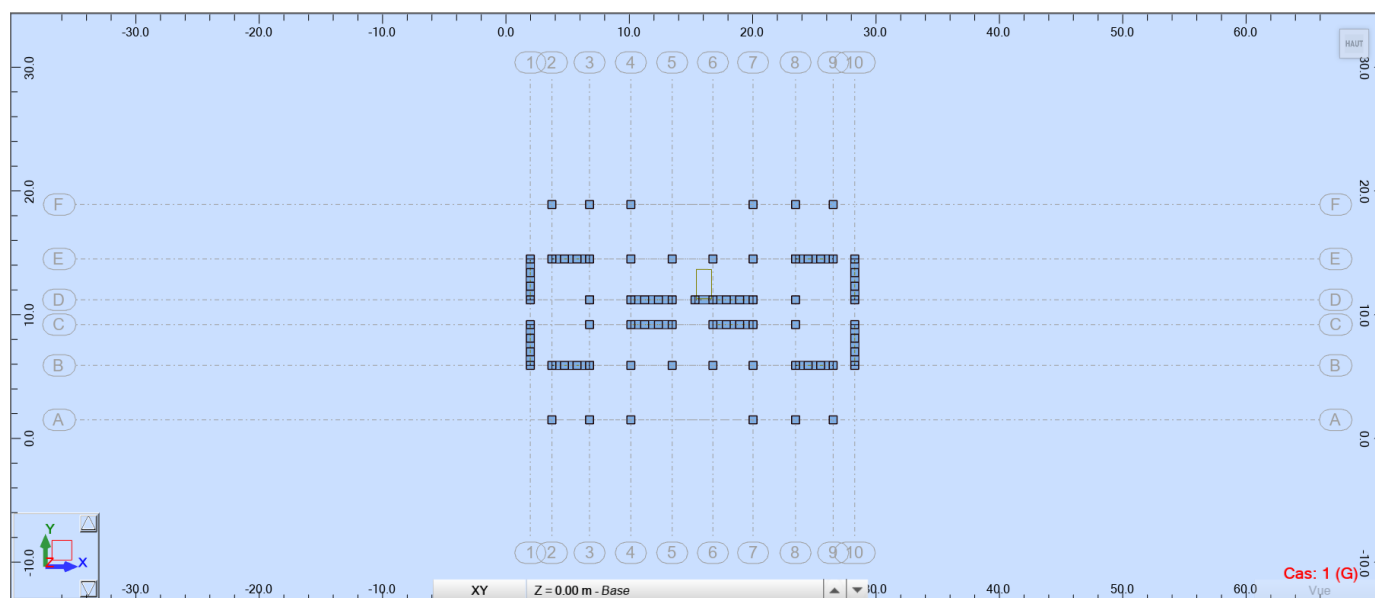 -30.0 -20.0 -10.0 0.0 10.0 20.0 30.0 40.0 50.0 60.0
HAUT
1 2 3 4 5 6 7 8 9 10
30.0 30.0
20.0 20.0
F F
E E
D D
10.0 10.0
C C
B B
A A
0.0 0.0
Y
Z X
-10.0 -10.0
1 2 3 4 5 6 7 8 9 10
Cas: 1 (G)
XY Z = 0.00 m - Base
Vue
-30.0 -20.0 -10.0 30.0 40.0 50.0 60.0